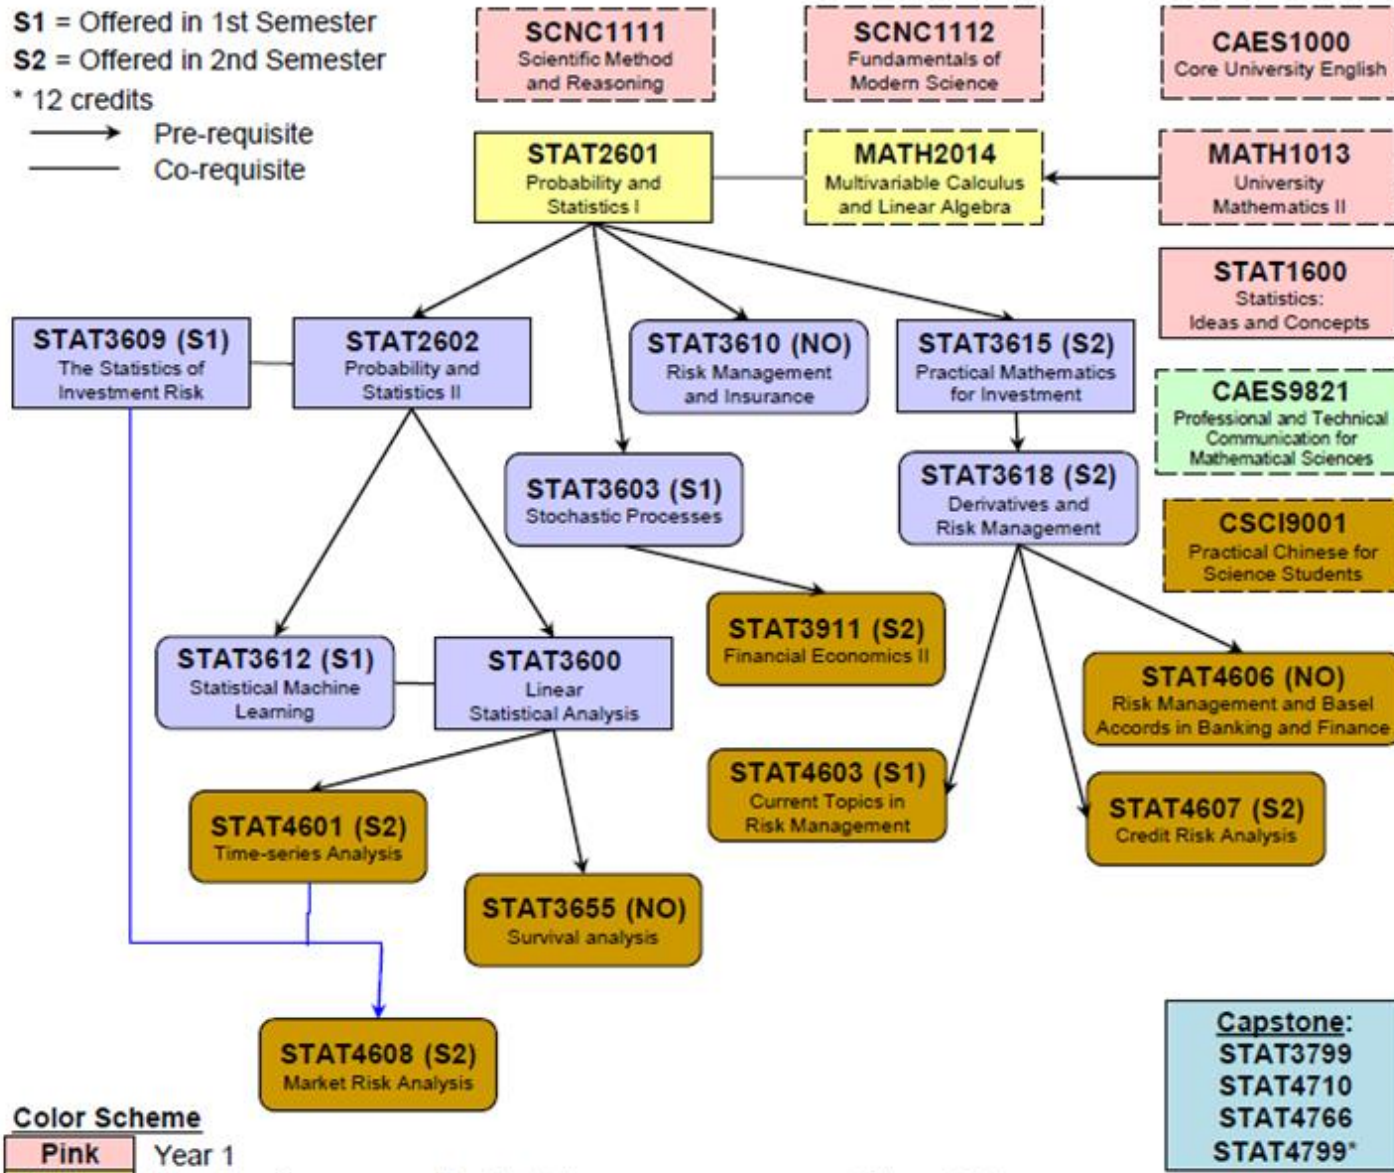 S1 = Offered in 1st Semester
S2 = Offered in 2nd Semester
* 12 credits
Pre-requisite
Co-requisite
SCNC1111
Scientific Method
and Reasoning
SCNC1112
Fundamentals of
Modern Science
CAES1000
Core University English
STAT2601
Probability and
Statistics I
MATH2014
Multivariable Calculus
and Linear Algebra
MATH1013
University
Mathematics II
STAT1600
Statistics:
Ideas and Concepts
STAT3609 (S1)
The Statistics of
Investment Risk
STAT2602
Probability and
Statistics II
STAT3610 (NO)
Risk Management
and Insurance
STAT3615 (S2)
Practical Mathematics
for Investment
CAES9821
Professional and Technical
Communication for
Mathematical Sciences
STAT3603 (S1)
Stochastic Processes
STAT3618 (S2)
Derivatives and
Risk Management
CSCI9001
Practical Chinese for
Science Students
STAT3911 (S2)
Financial Economics II
STAT3612 (S1)
Statistical Machine
Learning
STAT3600
Linear
Statistical Analysis
STAT4606 (NO)
Risk Management and Basel
Accords in Banking and Finance
STAT4603 (S1)
Current Topics in
Risk Management
STAT4607 (S2)
Credit Risk Analysis
STAT4601 (S2)
Time-series Analysis
STAT3655 (NO)
Survival analysis
STAT4608 (S2)
Market Risk Analysis
Capstone:
STAT3799
STAT4710
STAT4766
STAT4799*
Color Scheme
Pink Year 1